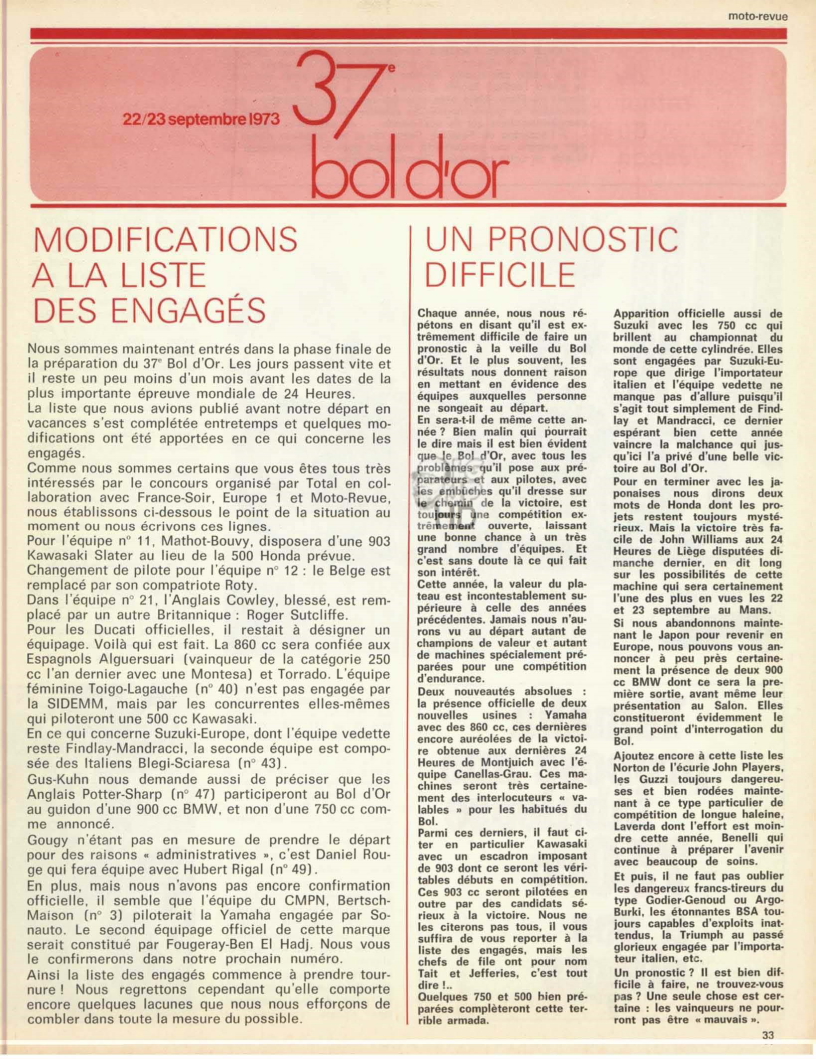 moto-revue
22/23 septembre 1973
37e
bol d'or
MODIFICATIONS
A LA LISTE
DES ENGAGÉS
Nous sommes maintenant entrés dans la phase finale de
la préparation du 37e Bol d'Or. Les jours passent vite et
il reste un peu moins d'un mois avant les dates de la
plus importante épreuve mondiale de 24 Heures.
La liste que nous avions publié avant notre départ en
vacances s'est complétée entretemps et quelques mo-
difications ont été apportées en ce qui concerne les
engagés.
Comme nous sommes certains que vous êtes tous très
intéressés par le concours organisé par Total en col-
laboration avec France-Soir, Europe 1 et Moto-Revue,
nous établissons ci-dessous le point de la situation au
moment ou nous écrivons ces lignes.
Pour l'équipe n° 11, Mathot-Bouvy, disposera d'une 903
Kawasaki Slater au lieu de la 500 Honda prévue.
Changement de pilote pour l'équipe n° 12 : le Belge est
remplacé par son compatriote Roty.
Dans l'équipe n° 21, l'Anglais Cowley, blessé, est rem-
placé par un autre Britannique : Roger Sutcliffe.
Pour les Ducati officielles, il restait à désigner un
équipage. Voilà qui est fait. La 860 cc sera confiée aux
Espagnols Alguersuari (vainqueur de la catégorie 250
cc l'an dernier avec une Montesa) et Torrado. L'équipe
féminine Toigo-Lagauche (n° 40) n'est pas engagée par
la SIDEMM, mais par les concurrentes elles-mêmes
qui piloteront une 500 cc Kawasaki.
En ce qui concerne Suzuki-Europe, dont l'équipe vedette
reste Findlay-Mandracci, la seconde équipe est compo-
sée des Italiens Blegi-Sciaresa (n° 43).
Gus-Kuhn nous demande aussi de préciser que les
Anglais Potter-Sharp (n° 47) participeront au Bol d'Or
au guidon d'une 900 cc BMW, et non d'une 750 cc com-
me annoncé.
Gougy n'étant pas en mesure de prendre le départ
pour des raisons « administratives », c'est Daniel Rou-
ge qui fera équipe avec Hubert Rigal (n° 49).
En plus, mais nous n'avons pas encore confirmation
officielle, il semble que l'équipe du CMPN, Bertsch-
Maison (n° 3) piloterait la Yamaha engagée par So-
nauto. Le second équipage officiel de cette marque
serait constitué par Fougeray-Ben El Hadj. Nous vous
le confirmerons dans notre prochain numéro.
Ainsi la liste des engagés commence à prendre tour-
nure ! Nous regrettons cependant qu'elle comporte
encore quelques lacunes que nous nous efforçons de
combler dans toute la mesure du possible.
UN PRONOSTIC
DIFFICILE
Chaque année, nous nous ré-
pétons en disant qu'il est ex-
trêmement difficile de faire un
pronostic à la veille du Bol
d'Or. Et le plus souvent, les
résultats nous donnent raison
en mettant en évidence des
équipes auxquelles personne
ne songeait au départ.
En sera-t-il de même cette an-
née ? Bien malin qui pourrait
le dire mais il est bien évident
que le Bol d'Or, avec tous les
problèmes qu'il pose aux pré-
parateurs et aux pilotes, avec
les embûches qu'il dresse sur
le chemin de la victoire, est
toujours une compétition ex-
trêmement ouverte, laissant
une bonne chance à un très
grand nombre d'équipes. Et
c'est sans doute là ce qui fait
son intérêt.
Cette année, la valeur du pla-
teau est incontestablement su-
périeure à celle des années
précédentes. Jamais nous n'au-
rons vu au départ autant de
champions de valeur et autant
de machines spécialement pré-
parées pour une compétition
d'endurance.
Deux nouveautés absolues :
la présence officielle de deux
nouvelles usines : Yamaha
avec des 860 cc, ces dernières
encore auréolées de la victoi-
re obtenue aux dernières 24
Heures de Montjuich avec l'é-
quipe Canellas-Grau. Ces ma-
chines seront très certaine-
ment des interlocuteurs « va-
lables » pour les habitués du
Bol.
Parmi ces derniers, il faut ci-
ter en particulier Kawasaki
avec un escadron imposant
de 903 dont ce seront les véri-
tables débuts en compétition.
Ces 903 cc seront pilotées en
outre par des candidats sé-
rieux à la victoire. Nous ne
les citerons pas tous, il vous
suffira de vous reporter à la
liste des engagés, mais les
chefs de file ont pour nom
Tait et Jefferies, c'est tout
dire !..
Quelques 750 et 500 bien pré-
parées complèteront cette ter-
rible armada.
Apparition officielle aussi de
Suzuki avec les 750 cc qui
brillent au championnat du
monde de cette cylindrée. Elles
sont engagées par Suzuki-Eu-
rope que dirige l'importateur
italien et l'équipe vedette ne
manque pas d'allure puisqu'il
s'agit tout simplement de Find-
lay et Mandracci, ce dernier
espérant bien cette année
vaincre la malchance qui jus-
qu'ici l'a privé d'une belle vic-
toire au Bol d'Or.
Pour en terminer avec les ja-
ponaises nous dirons deux
mots de Honda dont les pro-
jets restent toujours mysté-
rieux. Mais la victoire très fa-
cile de John Williams aux 24
Heures de Liège disputées di-
manche dernier, en dit long
sur les possibilités de cette
machine qui sera certainement
l'une des plus en vues les 22
et 23 septembre au Mans.
Si nous abandonnons mainte-
nant le Japon pour revenir en
Europe, nous pouvons vous an-
noncer à peu près certaine-
ment la présence de deux 900
cc BMW dont ce sera la pre-
mière sortie, avant même leur
présentation au Salon. Elles
constitueront évidemment le
grand point d'interrogation du
Bol.
Ajoutez encore à cette liste les
Norton de l'écurie John Players,
les Guzzi toujours dangereu-
ses et bien rodées mainte-
nant à ce type particulier de
compétition de longue haleine,
Laverda dont l'effort est moin-
dre cette année, Benelli qui
continue à préparer l'avenir
avec beaucoup de soins.
Et puis, il ne faut pas oublier
les dangereux francs-tireurs du
type Godier-Genoud ou Argo-
Burki, les étonnantes BSA tou-
jours capables d'exploits inat-
tendus, la Triumph au passé
glorieux engagée par l'importa-
teur italien, etc.
Un pronostic ? Il est bien dif-
ficile à faire, ne trouvez-vous
pas ? Une seule chose est cer-
taine : les vainqueurs ne pour-
ront pas être « mauvais ».
33